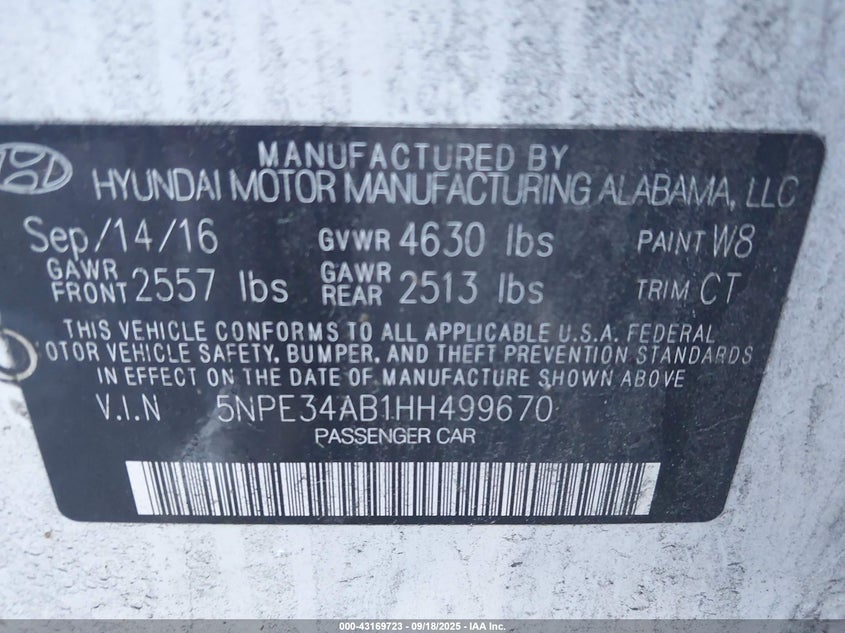 MANUFACTURED BY
HYUNDAI MOTOR MANUFACTURING ALABAMA, LLC
Sep/14/16 GVWR 4630 lbs PAINT W8
GAWR FRONT 2557 lbs GAWR REAR 2513 lbs TRIM CT
THIS VEHICLE CONFORMS TO ALL APPLICABLE U.S.A. FEDERAL
OTOR VEHICLE SAFETY, BUMPER, AND THEFT PREVENTION STANDARDS
IN EFFECT ON THE DATE OF MANUFACTURE SHOWN ABOVE
V.I.N 5NPE34AB1HH499670
PASSENGER CAR
000-43169723 - 09/18/2025 - IAA Inc.